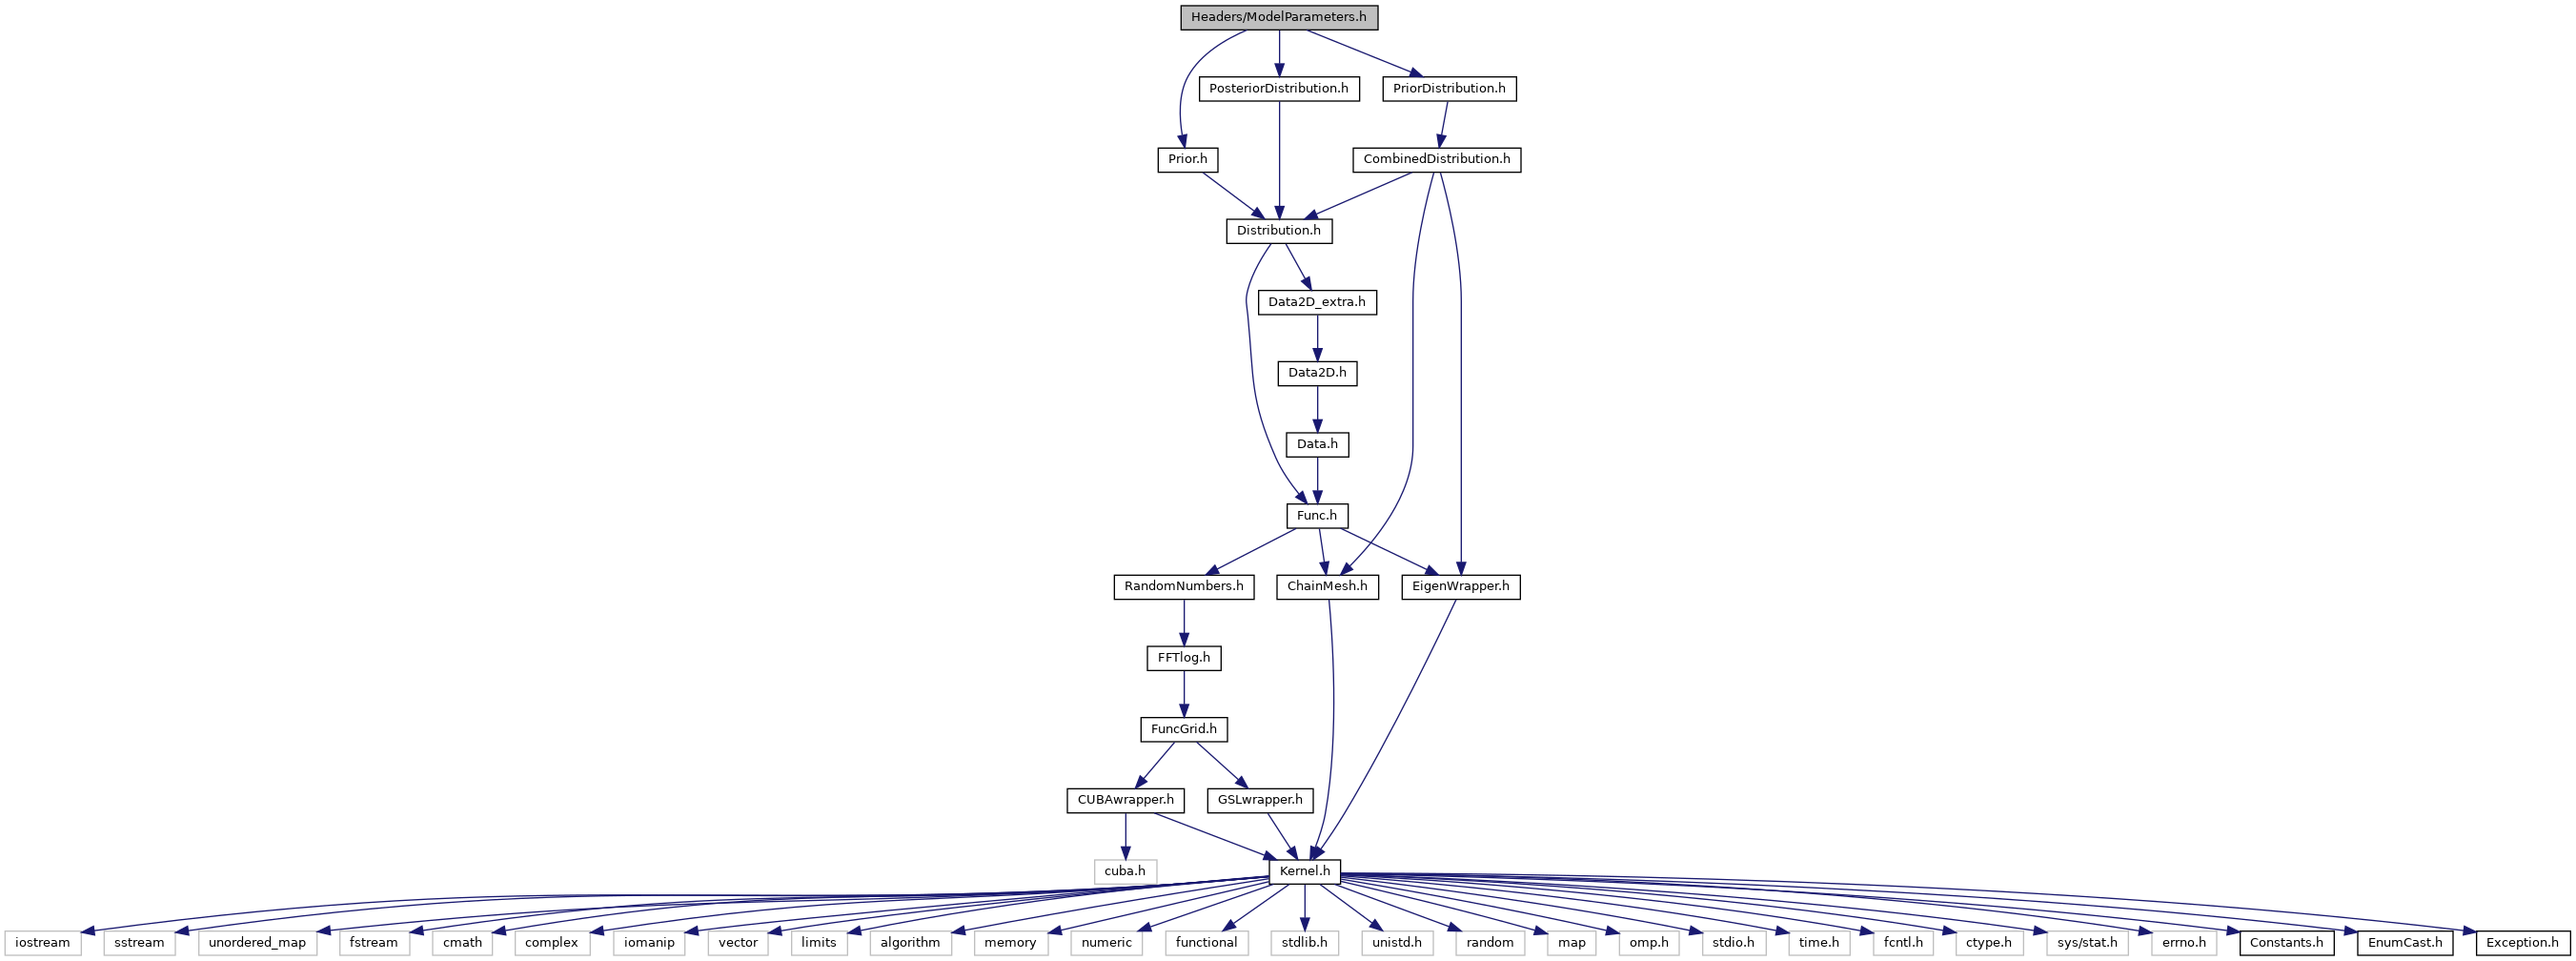 Headers/ModelParameters.h
PosteriorDistribution.h
PriorDistribution.h
Prior.h
CombinedDistribution.h
Distribution.h
Data2D_extra.h
Data2D.h
Data.h
Func.h
RandomNumbers.h
ChainMesh.h
EigenWrapper.h
FFTlog.h
FuncGrid.h
CUBAwrapper.h
GSLwrapper.h
cuba.h
Kernel.h
iostream
sstream
unordered_map
fstream
cmath
complex
iomanip
vector
limits
algorithm
memory
numeric
functional
stdlib.h
unistd.h
random
map
omp.h
stdio.h
time.h
fcntl.h
ctype.h
sys/stat.h
errno.h
Constants.h
EnumCast.h
Exception.h